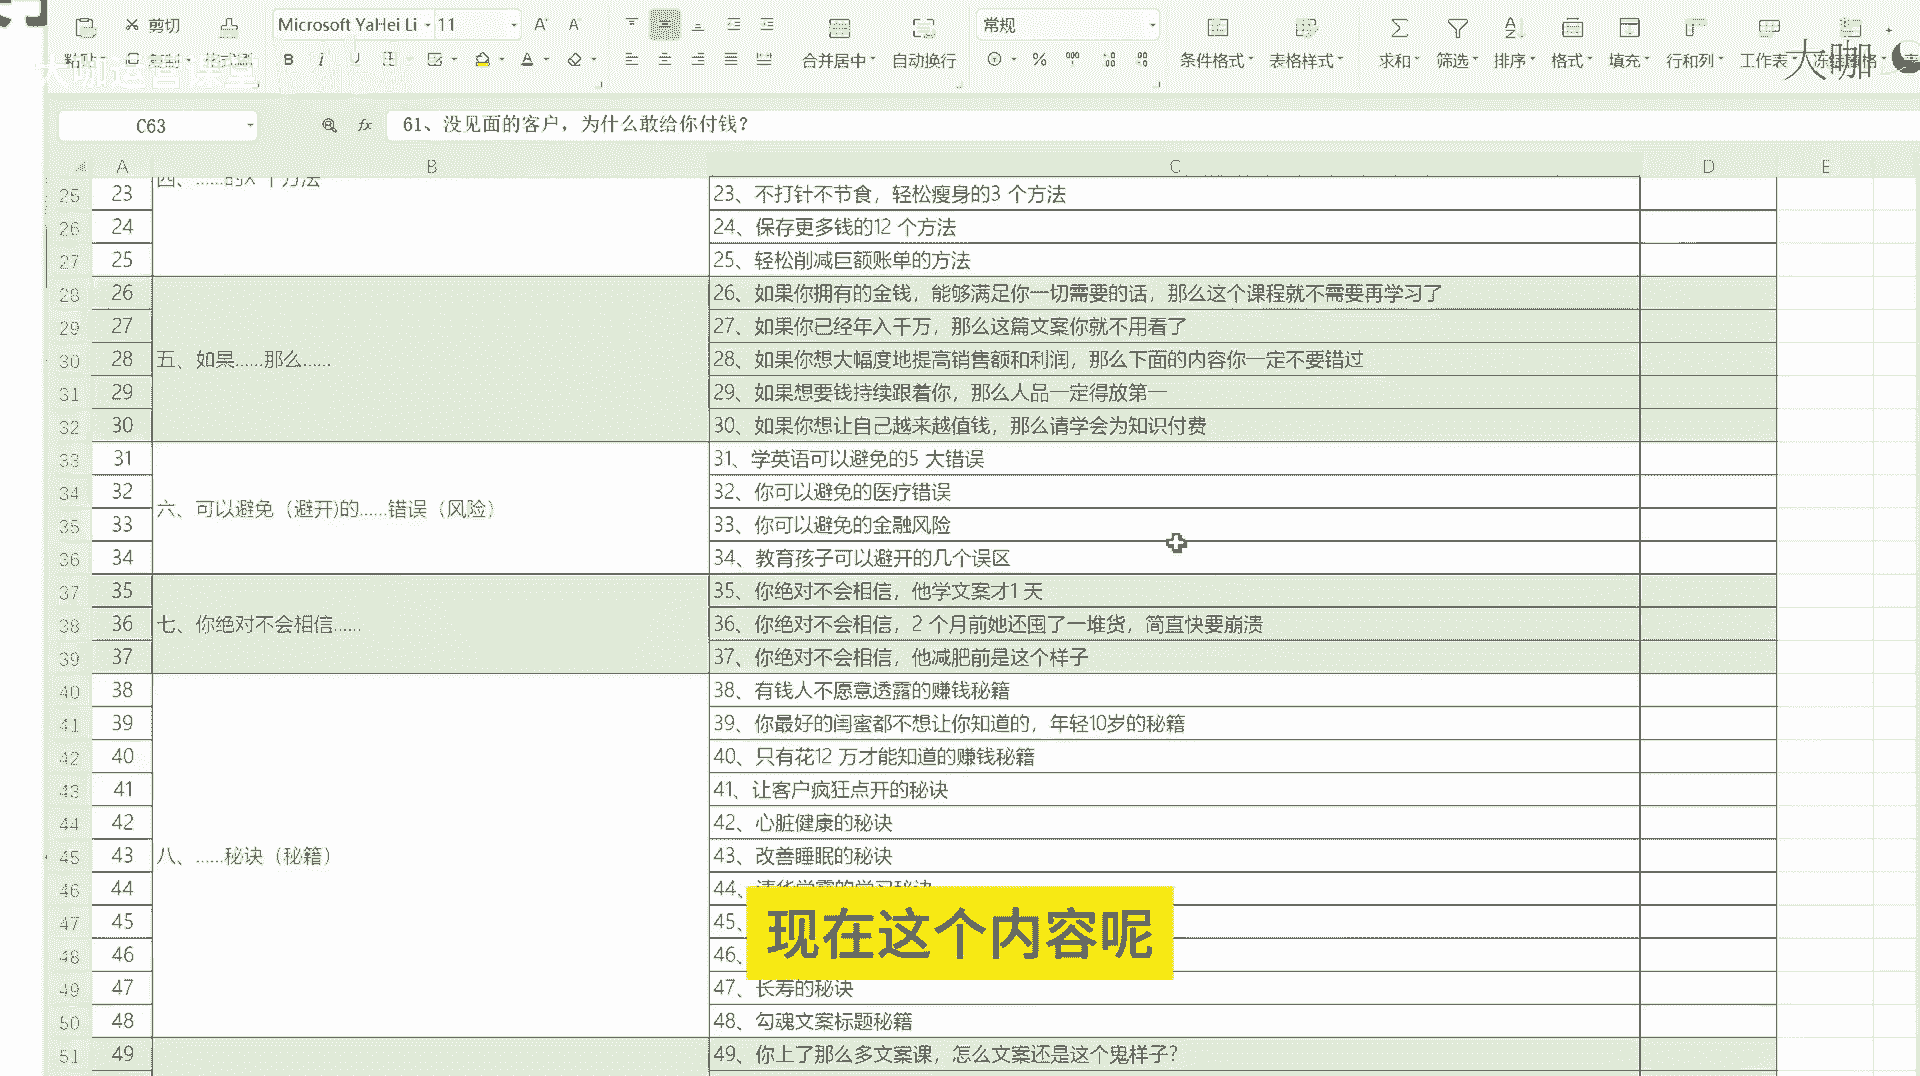 剪切 Microsoft YaHei Li 11 A+ A- 常规
粘贴 B I U A 合并居中 自动换行 % 条件格式 表格样式 求和 筛选 排序 格式 填充 行和列 工作表
大咖运营课堂 大咖
C63 fx 61、没见面的客户，为什么敢给你付钱？
A B C D E
25 23 四、……的X 个方法 23、不打针不节食，轻松瘦身的3 个方法
26 24 24、保存更多钱的12 个方法
27 25 25、轻松削减巨额账单的方法
28 26 26、如果你拥有的金钱，能够满足你一切需要的话，那么这个课程就不需要再学习了
29 27 27、如果你已经年入千万，那么这篇文案你就不用看了
30 28 五、如果……那么…… 28、如果你想大幅度地提高销售额和利润，那么下面的内容你一定不要错过
31 29 29、如果想要钱持续跟着你，那么人品一定得放第一
32 30 30、如果你想让自己越来越值钱，那么请学会为知识付费
33 31 31、学英语可以避免的5 大错误
34 32 六、可以避免（避开)的……错误（风险） 32、你可以避免的医疗错误
35 33 33、你可以避免的金融风险
36 34 34、教育孩子可以避开的几个误区
37 35 35、你绝对不会相信，他学文案才1 天
38 36 七、你绝对不会相信…… 36、你绝对不会相信，2 个月前她还囤了一堆货，简直快要崩溃
39 37 37、你绝对不会相信，他减肥前是这个样子
40 38 38、有钱人不愿意透露的赚钱秘籍
41 39 39、你最好的闺蜜都不想让你知道的，年轻10岁的秘籍
42 40 40、只有花12 万才能知道的赚钱秘籍
43 41 41、让客户疯狂点开的秘诀
44 42 42、心脏健康的秘诀
45 43 八、……秘诀（秘籍） 43、改善睡眠的秘诀
46 44 44、清华学霸的学习秘诀
47 45 45、
现在这个内容呢
48 46 46、
49 47 47、长寿的秘诀
50 48 48、勾魂文案标题秘籍
51 49 49、你上了那么多文案课，怎么文案还是这个鬼样子？